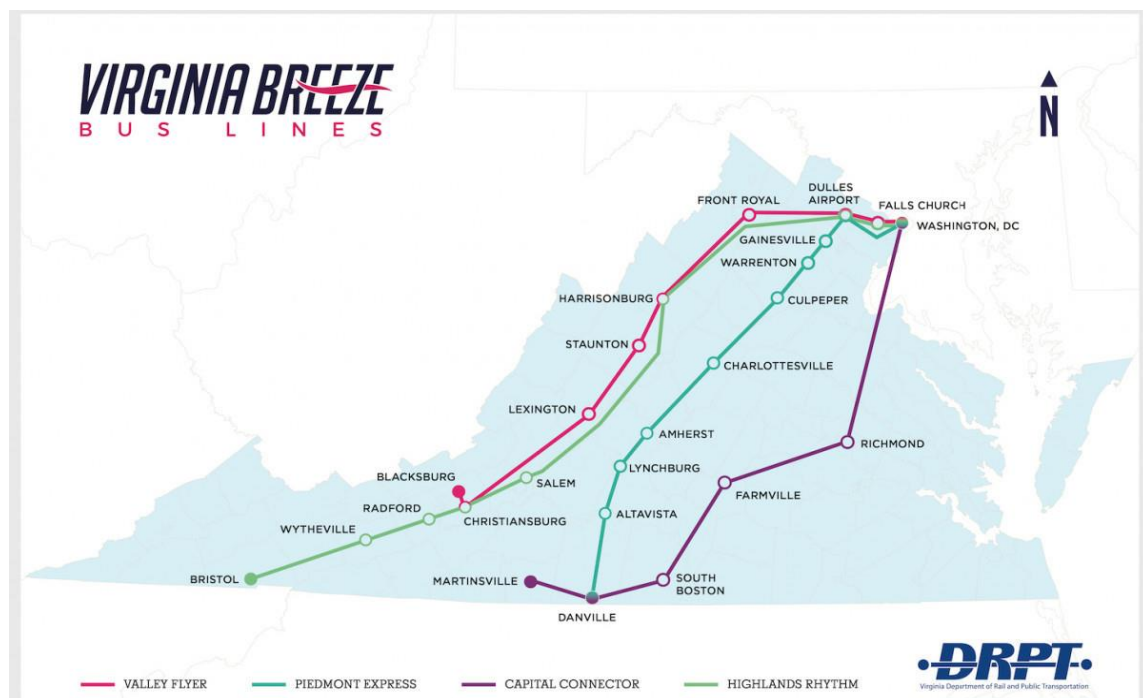 VIRGINIA BREEZE
BUS LINES
N
FRONT ROYAL
DULLES
AIRPORT
FALLS CHURCH
WASHINGTON, DC
GAINESVILLE
WARRENTON
HARRISONBURG
CULPEPER
STAUNTON
CHARLOTTESVILLE
LEXINGTON
AMHERST
RICHMOND
LYNCHBURG
BLACKSBURG
SALEM
FARMVILLE
RADFORD
CHRISTIANSBURG
ALTAVISTA
WYTHEVILLE
BRISTOL
MARTINSVILLE
SOUTH
BOSTON
DANVILLE
DRPT
Virginia Department of Rail and Public Transportation
VALLEY FLYER
PIEDMONT EXPRESS
CAPITAL CONNECTOR
HIGHLANDS RHYTHM